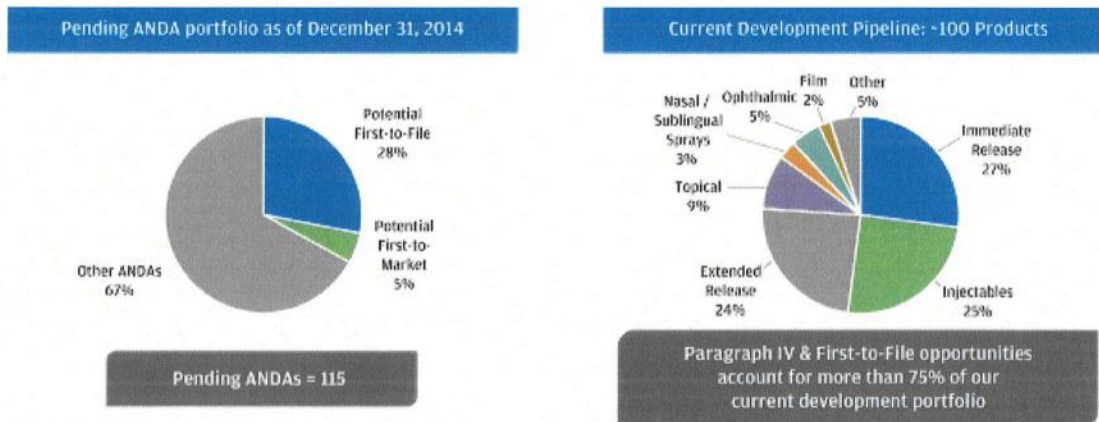 Pending ANDA portfolio as of December 31, 2014
Potential
First-to-File
28%
Potential
First-to-
Market
5%
Other ANDAs
67%
Pending ANDAs = 115
Current Development Pipeline: ~100 Products
Film
2%
Other
5%
Ophthalmic
5%
Nasal /
Sublingual
Sprays
3%
Immediate
Release
27%
Topical
9%
Extended
Release
24%
Injectables
25%
Paragraph IV & First-to-File opportunities
account for more than 75% of our
current development portfolio